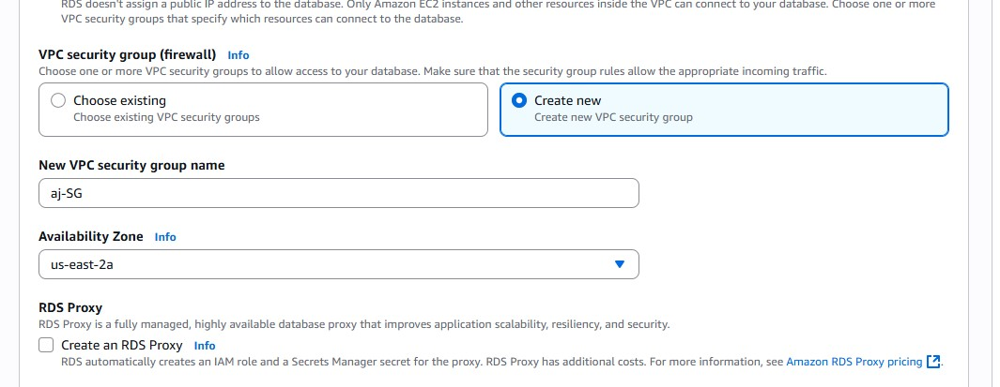 RDS doesn't assign a public IP address to the database. Only Amazon EC2 instances and other resources inside the VPC can connect to your database. Choose one or more
VPC security groups that specify which resources can connect to the database.
VPC security group (firewall) Info
Choose one or more VPC security groups to allow access to your database. Make sure that the security group rules allow the appropriate incoming traffic.
Choose existing
Choose existing VPC security groups
Create new
Create new VPC security group
New VPC security group name
aj-SG
Availability Zone Info
us-east-2a
RDS Proxy
RDS Proxy is a fully managed, highly available database proxy that improves application scalability, resiliency, and security.
Create an RDS Proxy Info
RDS automatically creates an IAM role and a Secrets Manager secret for the proxy. RDS Proxy has additional costs. For more information, see Amazon RDS Proxy pricing.